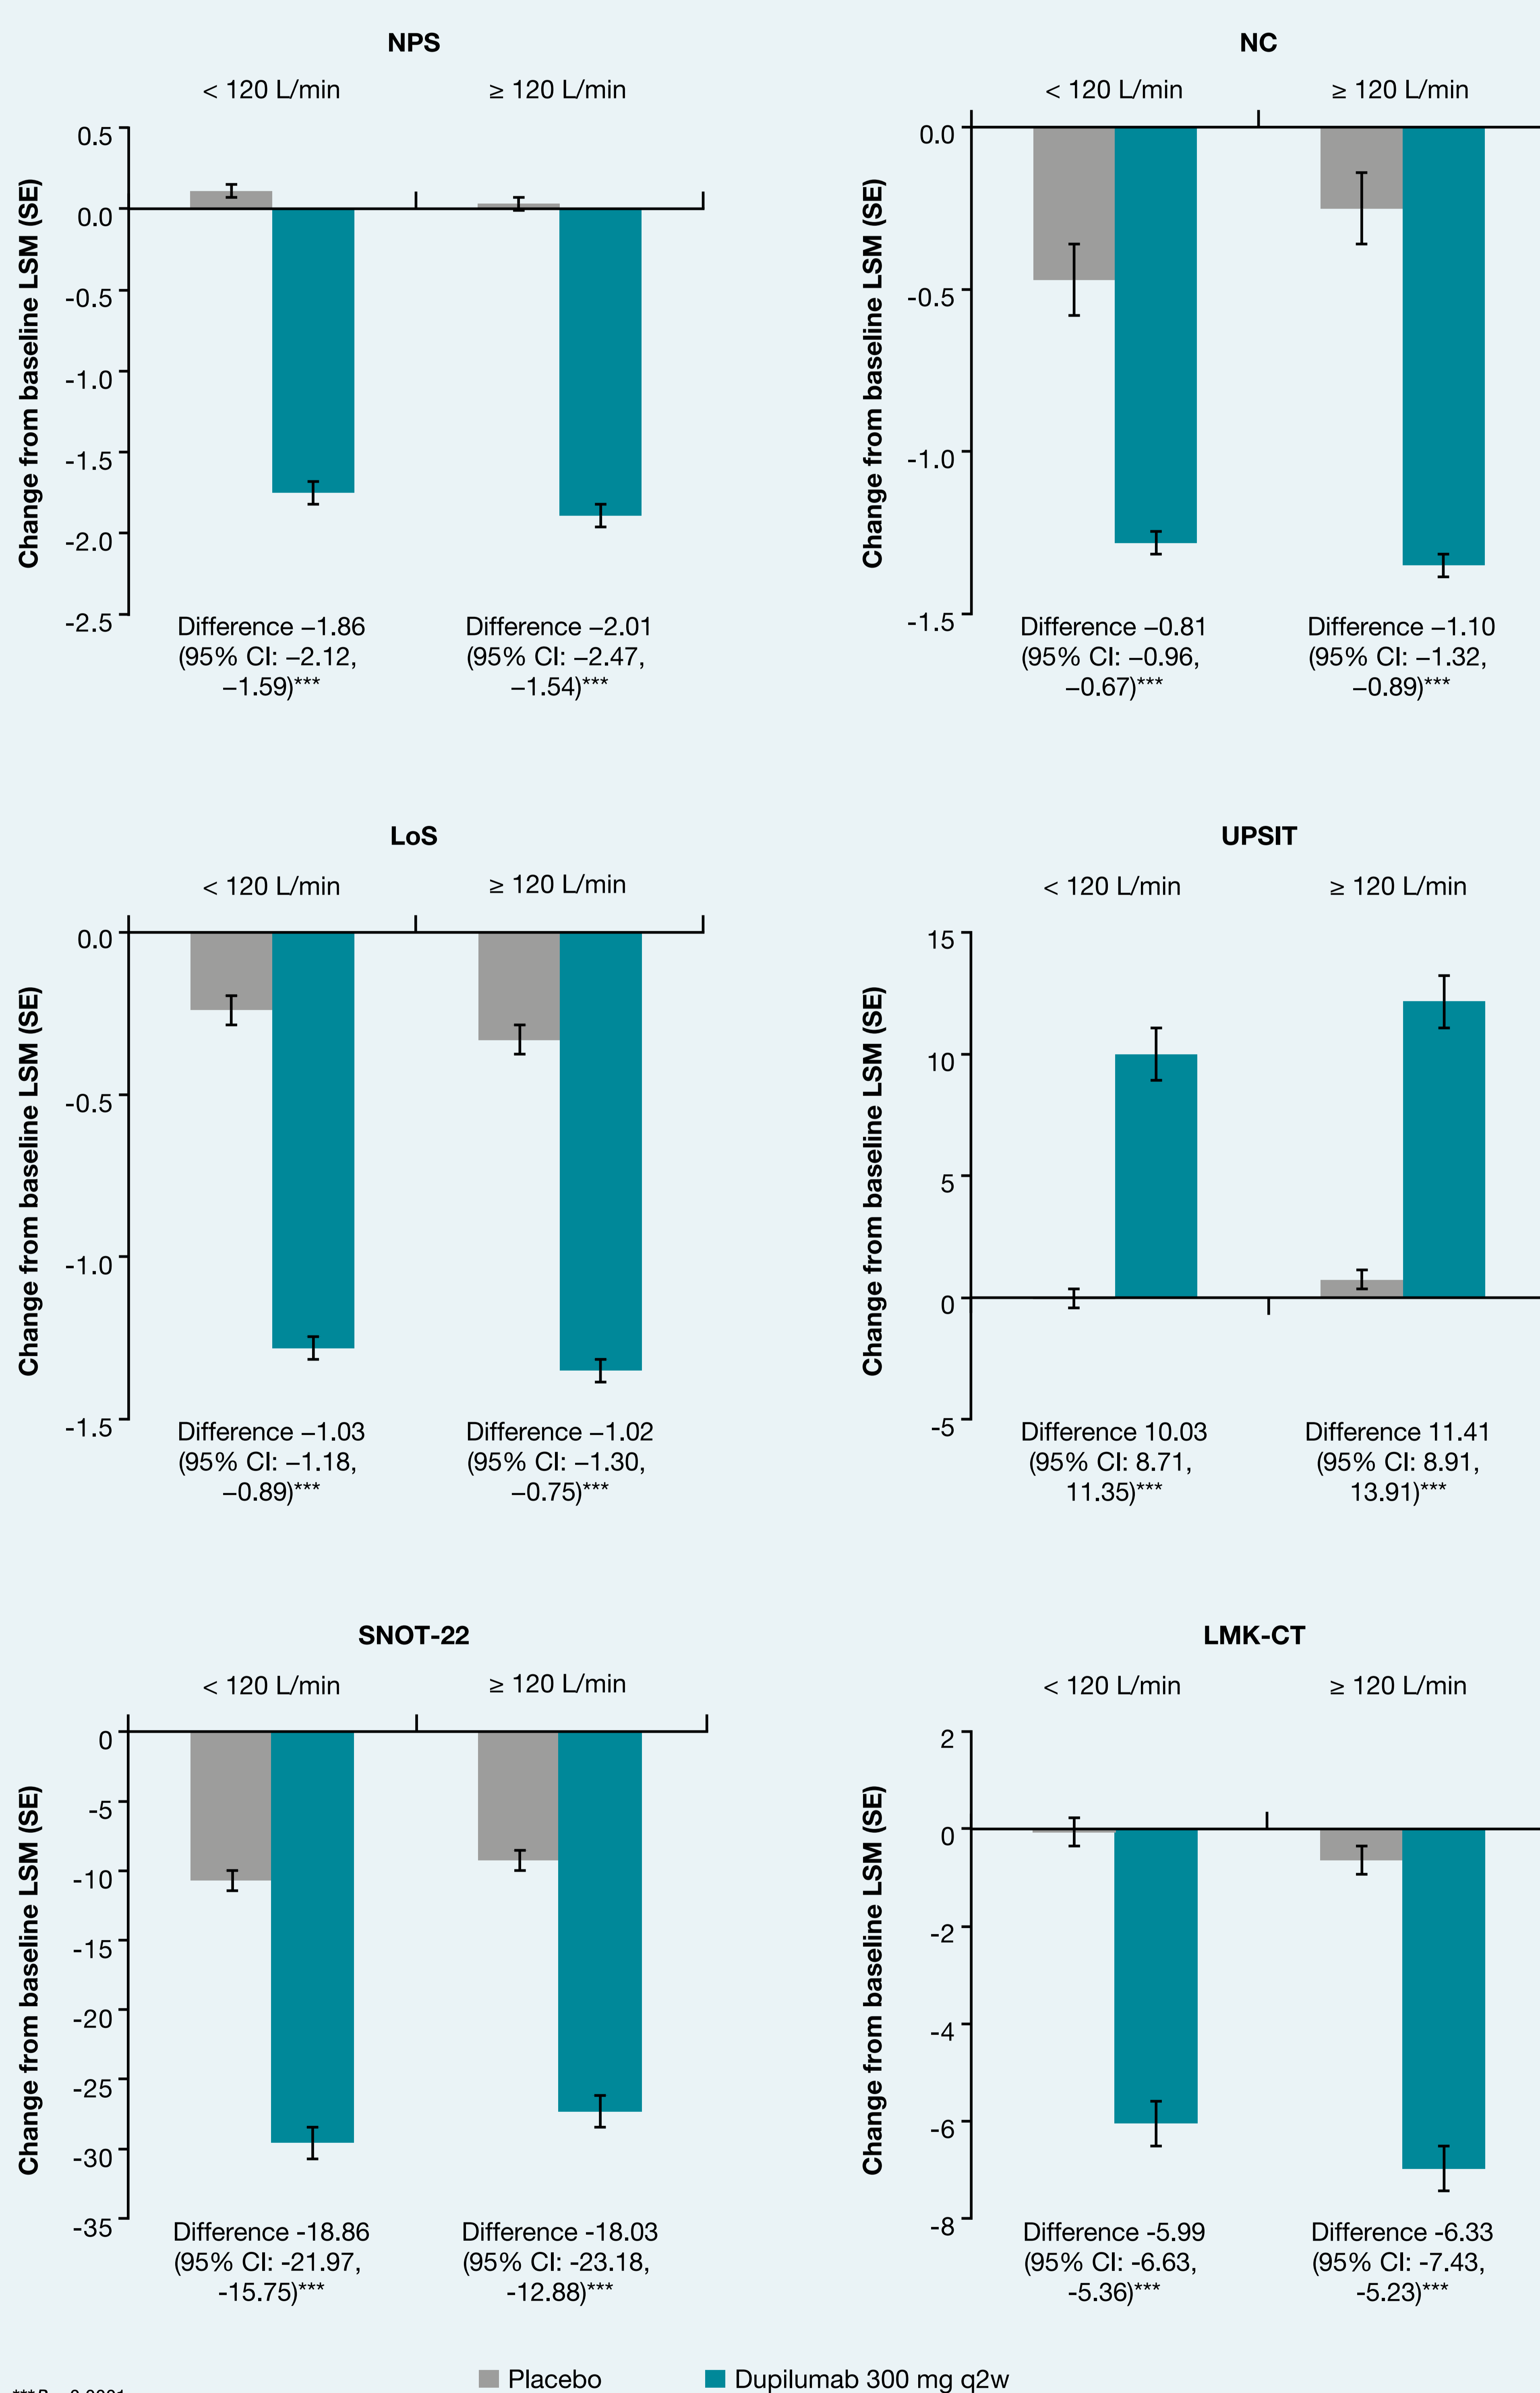 NPS
< 120 L/min
≥ 120 L/min
Change from baseline LSM (SE)
0.5
0.0
-0.5
-1.0
-1.5
-2.0
-2.5
Difference –1.86
(95% CI: –2.12,
–1.59)***
Difference –2.01
(95% CI: –2.47,
–1.54)***
NC
< 120 L/min
≥ 120 L/min
Change from baseline LSM (SE)
0.0
-0.5
-1.0
-1.5
Difference –0.81
(95% CI: –0.96,
–0.67)***
Difference –1.10
(95% CI: –1.32,
–0.89)***
LoS
< 120 L/min
≥ 120 L/min
Change from baseline LSM (SE)
0.0
-0.5
-1.0
-1.5
Difference –1.03
(95% CI: –1.18,
–0.89)***
Difference –1.02
(95% CI: –1.30,
–0.75)***
UPSIT
< 120 L/min
≥ 120 L/min
Change from baseline LSM (SE)
15
10
5
0
-5
Difference 10.03
(95% CI: 8.71,
11.35)***
Difference 11.41
(95% CI: 8.91,
13.91)***
SNOT-22
< 120 L/min
≥ 120 L/min
Change from baseline LSM (SE)
0
-5
-10
-15
-20
-25
-30
-35
Difference -18.86
(95% CI: -21.97,
-15.75)***
Difference -18.03
(95% CI: -23.18,
-12.88)***
LMK-CT
< 120 L/min
≥ 120 L/min
Change from baseline LSM (SE)
2
0
-2
-4
-6
-8
Difference -5.99
(95% CI: -6.63,
-5.36)***
Difference -6.33
(95% CI: -7.43,
-5.23)***
Placebo
Dupilumab 300 mg q2w